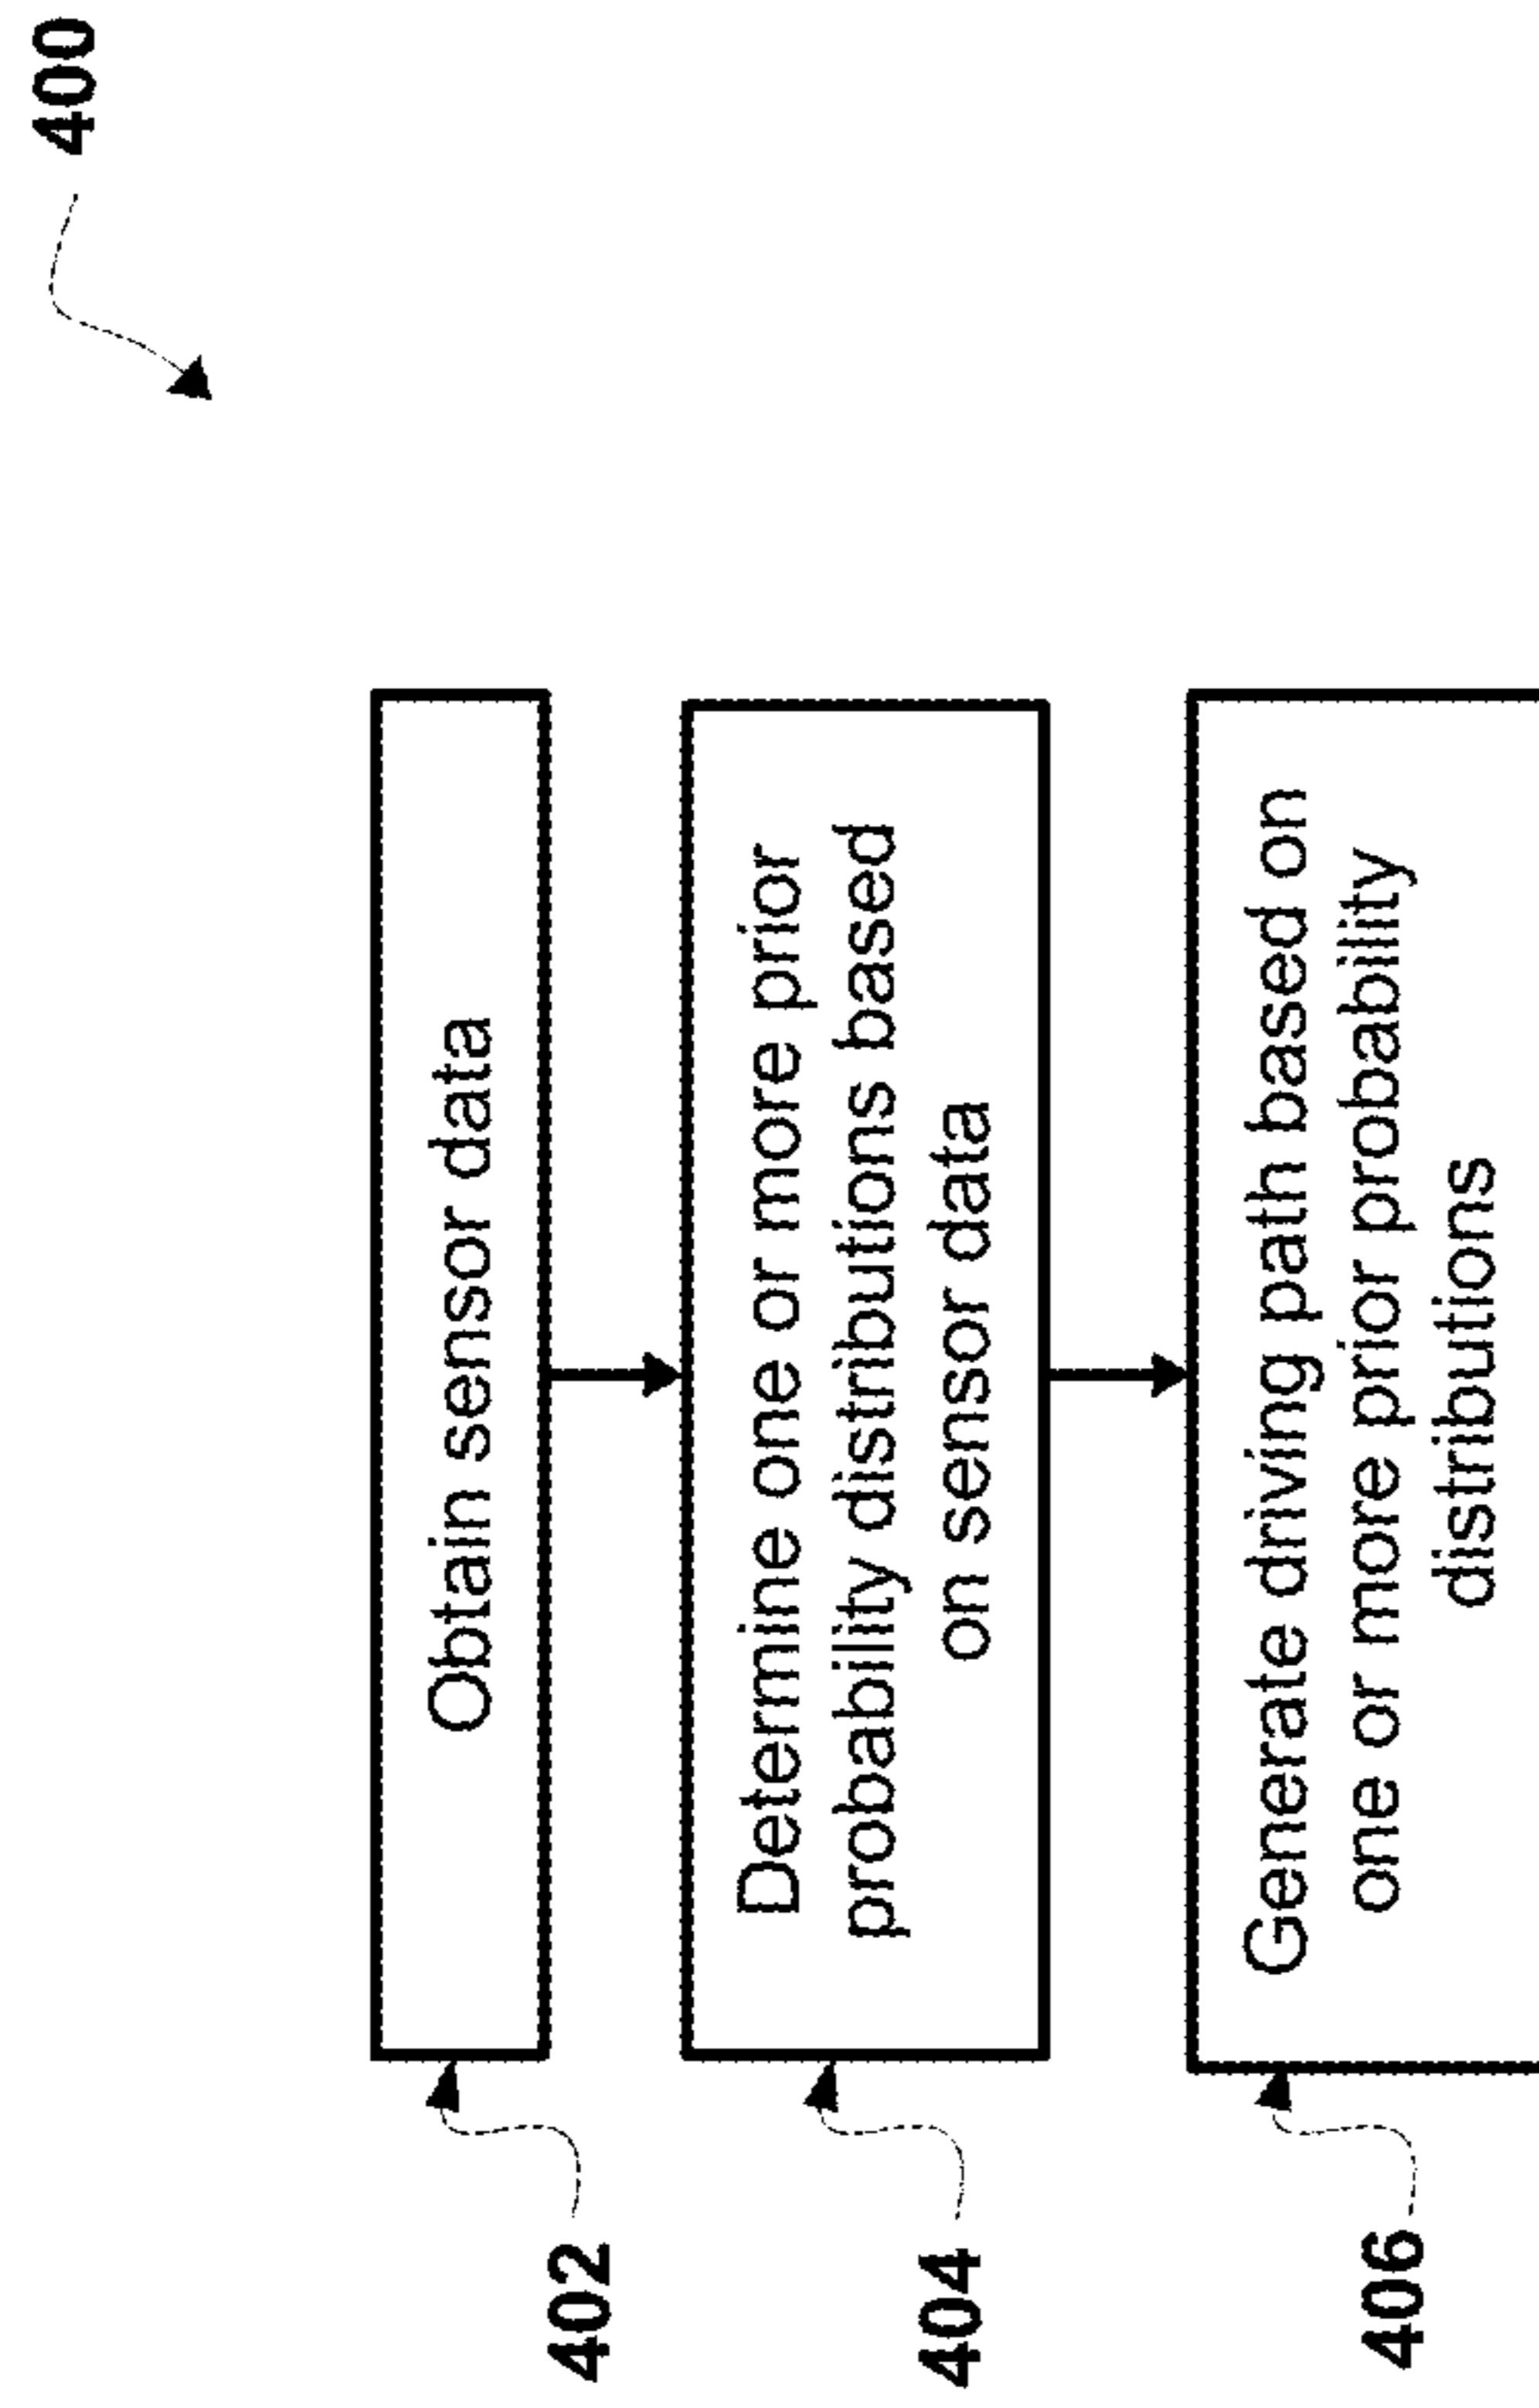 400
402
Obtain sensor data
404
Determine one or more prior
probability distributions based
on sensor data
406
Generate driving path based on
one or more prior probability
distributions